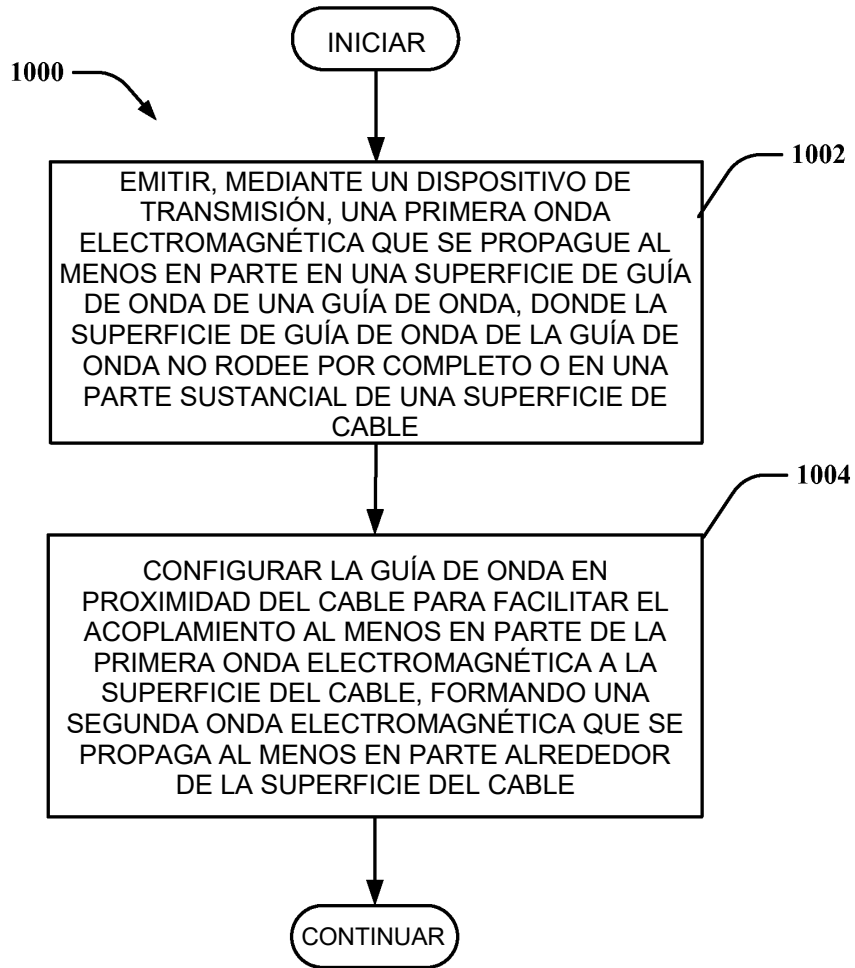 INICIAR
1000
1002
EMITIR, MEDIANTE UN DISPOSITIVO DE
TRANSMISIÓN, UNA PRIMERA ONDA
ELECTROMAGNÉTICA QUE SE PROPAGUE AL
MENOS EN PARTE EN UNA SUPERFICIE DE GUÍA
DE ONDA DE UNA GUÍA DE ONDA, DONDE LA
SUPERFICIE DE GUÍA DE ONDA DE LA GUÍA DE
ONDA NO RODEE POR COMPLETO O EN UNA
PARTE SUSTANCIAL DE UNA SUPERFICIE DE
CABLE
1004
CONFIGURAR LA GUÍA DE ONDA EN
PROXIMIDAD DEL CABLE PARA FACILITAR EL
ACOPLAMIENTO AL MENOS EN PARTE DE LA
PRIMERA ONDA ELECTROMAGNÉTICA A LA
SUPERFICIE DEL CABLE, FORMANDO UNA
SEGUNDA ONDA ELECTROMAGNÉTICA QUE SE
PROPAGA AL MENOS EN PARTE ALREDEDOR
DE LA SUPERFICIE DEL CABLE
CONTINUAR